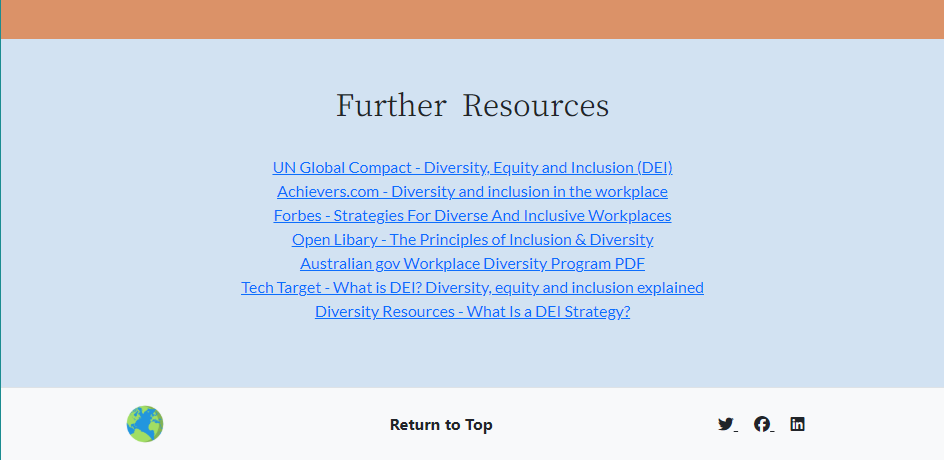 Further Resources
UN Global Compact - Diversity, Equity and Inclusion (DEI)
Achievers.com - Diversity and inclusion in the workplace
Forbes - Strategies For Diverse And Inclusive Workplaces
Open Libary - The Principles of Inclusion & Diversity
Australian gov Workplace Diversity Program PDF
Tech Target - What is DEI? Diversity, equity and inclusion explained
Diversity Resources - What Is a DEI Strategy?
Return to Top